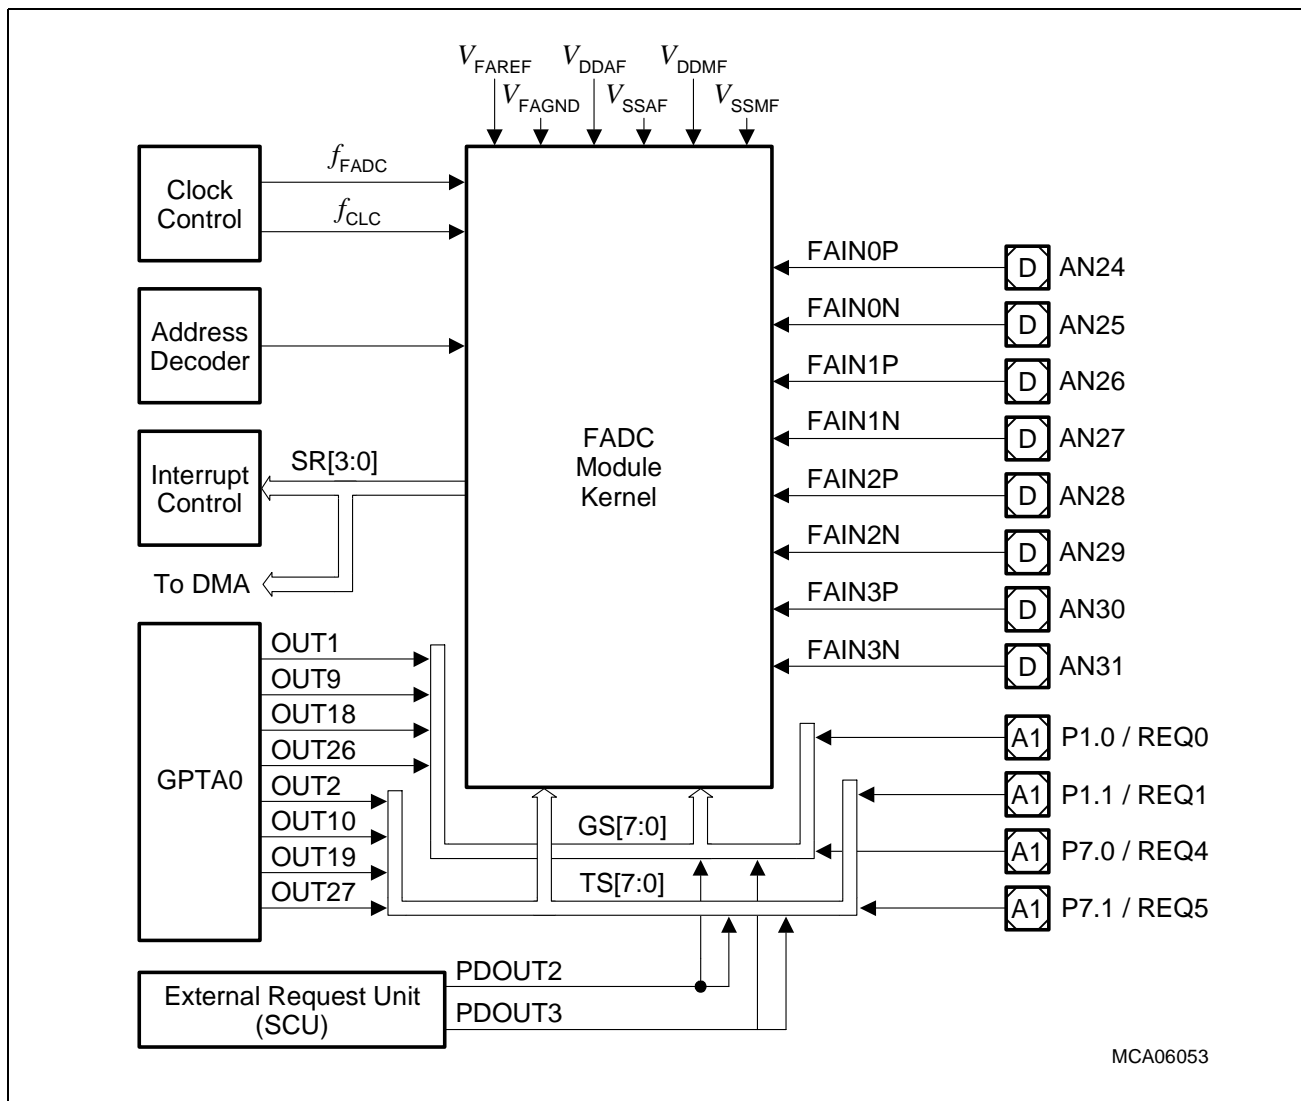 VFAREF VDDAF VDDMF
VFAGND VSSAF VSSMF
Clock
Control
fFADC
fCLC
Address
Decoder
Interrupt
Control
SR[3:0]
To DMA
FADC
Module
Kernel
FAIN0P D AN24
FAIN0N D AN25
FAIN1P D AN26
FAIN1N D AN27
FAIN2P D AN28
FAIN2N D AN29
FAIN3P D AN30
FAIN3N D AN31
GPTA0
OUT1
OUT9
OUT18
OUT26
OUT2
OUT10
OUT19
OUT27
GS[7:0]
TS[7:0]
A1 P1.0 / REQ0
A1 P1.1 / REQ1
A1 P7.0 / REQ4
A1 P7.1 / REQ5
External Request Unit
(SCU)
PDOUT2
PDOUT3
MCA06053